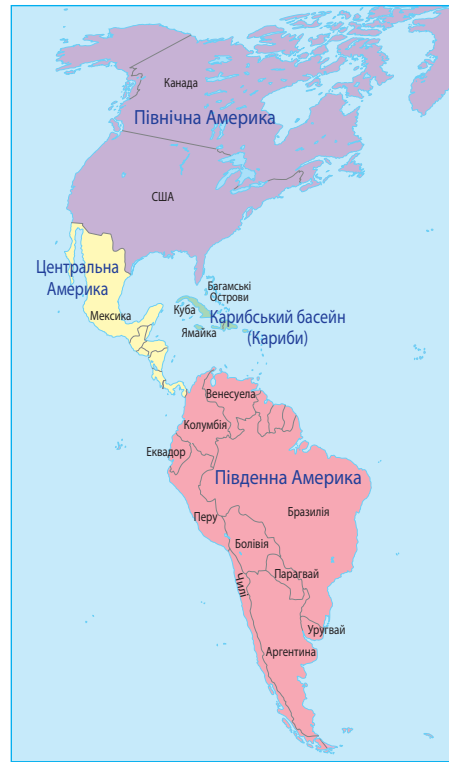 Канада
Північна Америка
США
Центральна
Америка
Багамські
Острови
Мексика
Куба
Карибський басейн
(Кариби)
Ямайка
Венесуела
Колумбія
Еквадор
Південна Америка
Перу
Бразилія
Болівія
Парагвай
Чилі
Уругвай
Аргентина